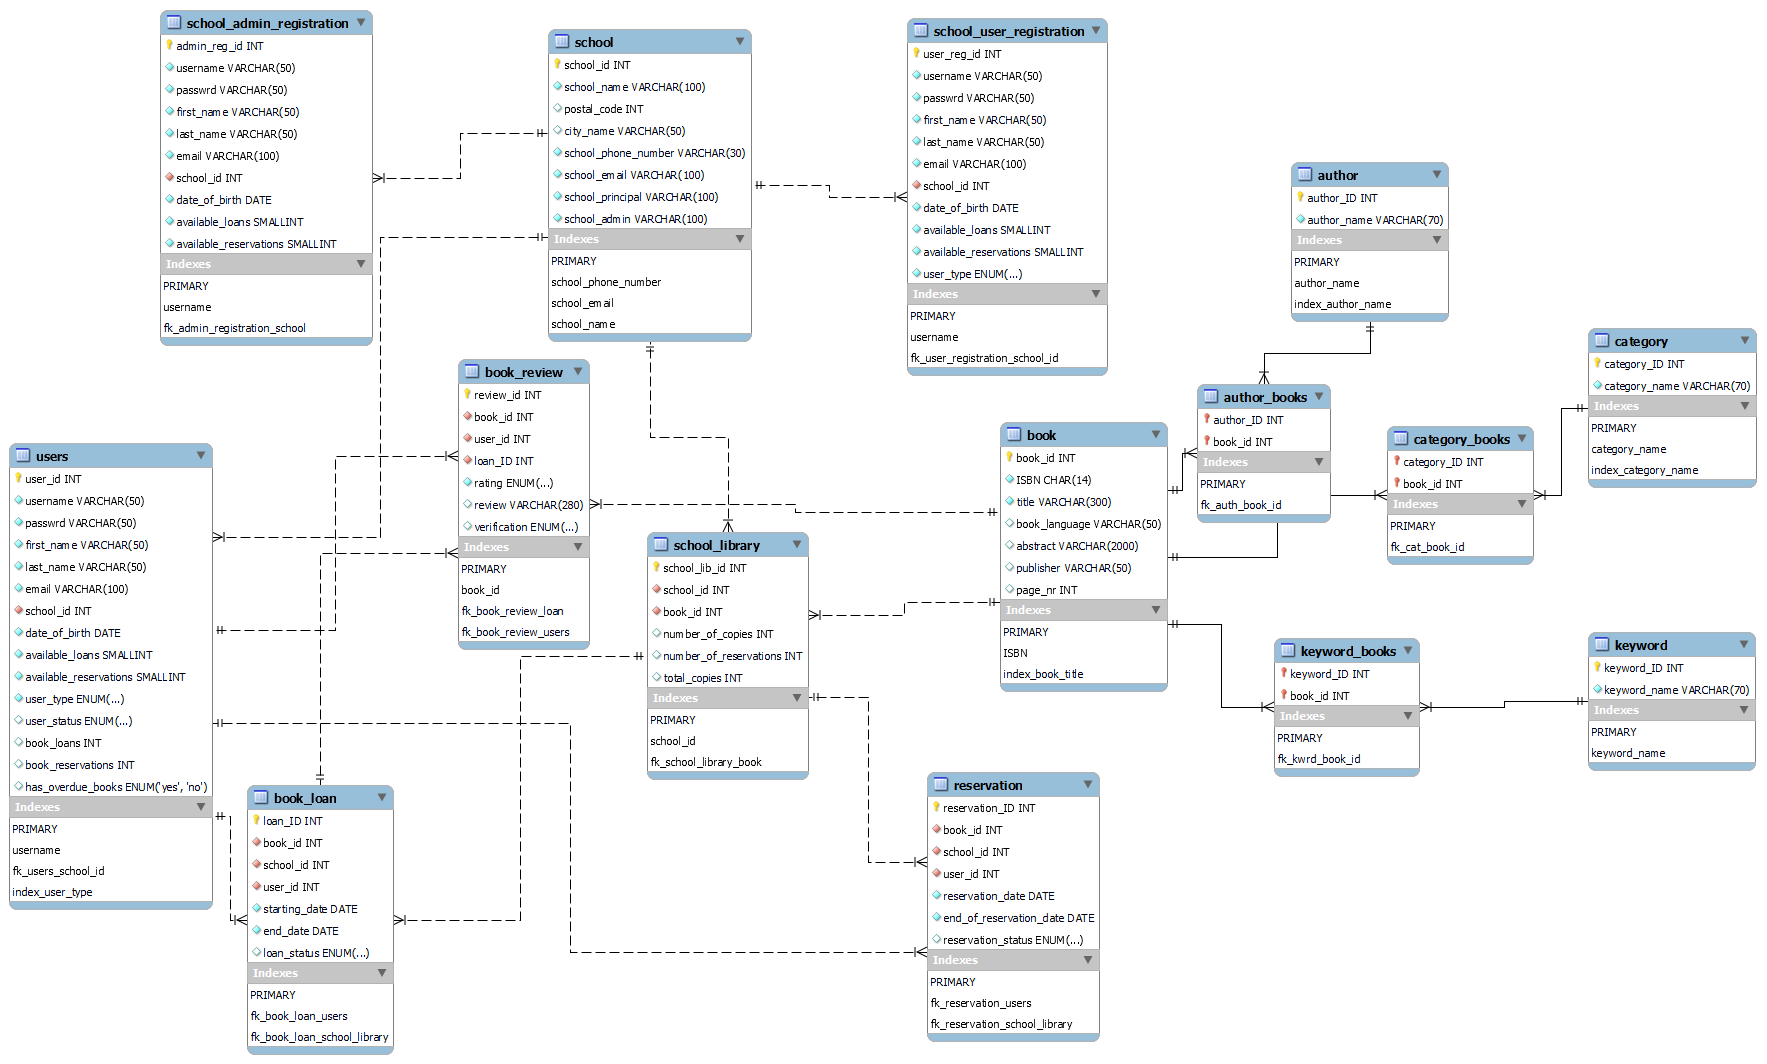 school_admin_registration
admin_reg_id INT
username VARCHAR(50)
passwrd VARCHAR(50)
first_name VARCHAR(50)
last_name VARCHAR(50)
email VARCHAR(100)
school_id INT
date_of_birth DATE
available_loans SMALLINT
available_reservations SMALLINT
Indexes
PRIMARY
username
fk_admin_registration_school
school
school_id INT
school_name VARCHAR(100)
postal_code INT
city_name VARCHAR(50)
school_phone_number VARCHAR(30)
school_email VARCHAR(100)
school_principal VARCHAR(100)
school_admin VARCHAR(100)
Indexes
PRIMARY
school_phone_number
school_email
school_name
school_user_registration
user_reg_id INT
username VARCHAR(50)
passwrd VARCHAR(50)
first_name VARCHAR(50)
last_name VARCHAR(50)
email VARCHAR(100)
school_id INT
date_of_birth DATE
available_loans SMALLINT
available_reservations SMALLINT
user_type ENUM(...)
Indexes
PRIMARY
username
fk_user_registration_school_id
author
author_ID INT
author_name VARCHAR(70)
Indexes
PRIMARY
author_name
index_author_name
category
category_ID INT
category_name VARCHAR(70)
Indexes
PRIMARY
category_name
index_category_name
book_review
review_id INT
book_id INT
user_id INT
loan_ID INT
rating ENUM(...)
review VARCHAR(280)
verification ENUM(...)
Indexes
PRIMARY
book_id
fk_book_review_loan
fk_book_review_users
author_books
author_ID INT
book_id INT
Indexes
PRIMARY
fk_auth_book_id
book
book_id INT
ISBN CHAR(14)
title VARCHAR(300)
book_language VARCHAR(50)
abstract VARCHAR(2000)
publisher VARCHAR(50)
page_nr INT
Indexes
PRIMARY
ISBN
index_book_title
category_books
category_ID INT
book_id INT
Indexes
PRIMARY
fk_cat_book_id
users
user_id INT
username VARCHAR(50)
passwrd VARCHAR(50)
first_name VARCHAR(50)
last_name VARCHAR(50)
email VARCHAR(100)
school_id INT
date_of_birth DATE
available_loans SMALLINT
available_reservations SMALLINT
user_type ENUM(...)
user_status ENUM(...)
book_loans INT
book_reservations INT
has_overdue_books ENUM('yes', 'no')
Indexes
PRIMARY
username
fk_users_school_id
index_user_type
school_library
school_lib_id INT
school_id INT
book_id INT
number_of_copies INT
number_of_reservations INT
total_copies INT
Indexes
PRIMARY
school_id
fk_school_library_book
keyword_books
keyword_ID INT
book_id INT
Indexes
PRIMARY
fk_kwrd_book_id
keyword
keyword_ID INT
keyword_name VARCHAR(70)
Indexes
PRIMARY
keyword_name
book_loan
loan_ID INT
book_id INT
school_id INT
user_id INT
starting_date DATE
end_date DATE
loan_status ENUM(...)
Indexes
PRIMARY
fk_book_loan_users
fk_book_loan_school_library
reservation
reservation_ID INT
book_id INT
school_id INT
user_id INT
reservation_date DATE
end_of_reservation_date DATE
reservation_status ENUM(...)
Indexes
PRIMARY
fk_reservation_users
fk_reservation_school_library